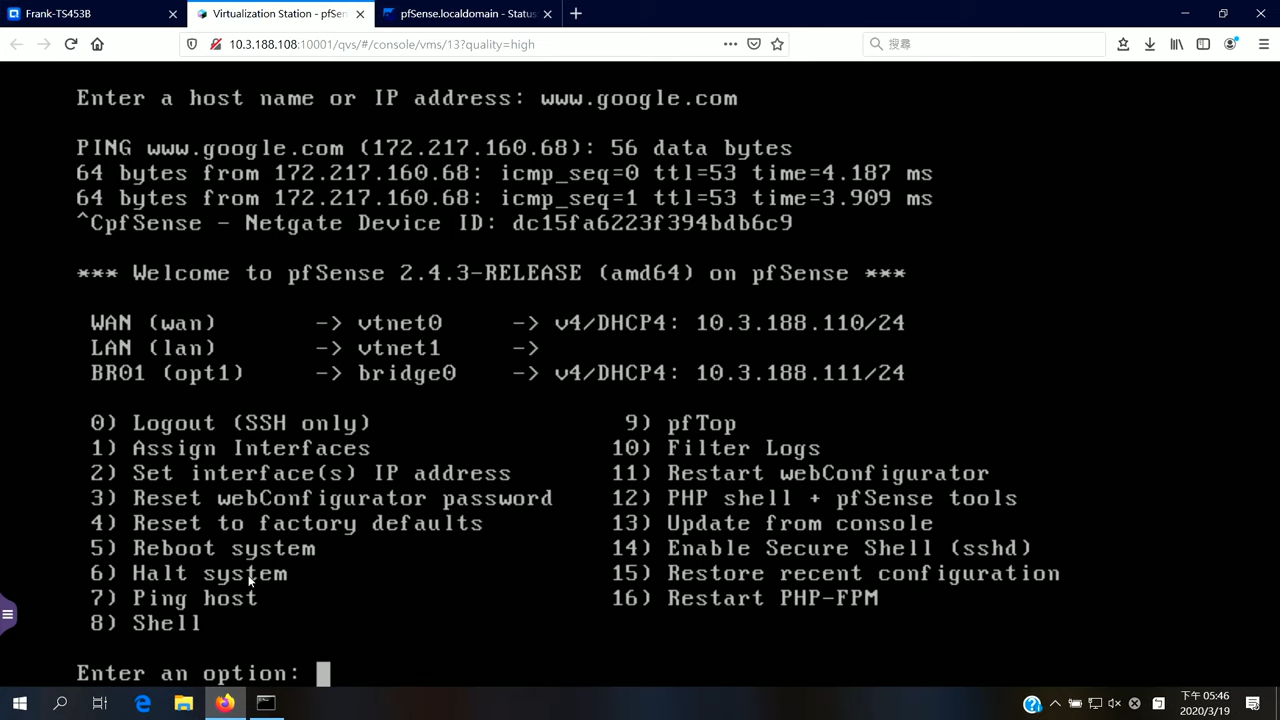 Frank-TS453B
Virtualization Station - pfSen
pfSense.localdomain - Status
10.3.188.108:10001/qvs/#/console/vms/13?quality=high
搜尋
Enter a host name or IP address: www.google.com
PING www.google.com (172.217.160.68): 56 data bytes
64 bytes from 172.217.160.68: icmp_seq=0 ttl=53 time=4.187 ms
64 bytes from 172.217.160.68: icmp_seq=1 ttl=53 time=3.909 ms
^CpfSense - Netgate Device ID: dc15fa6223f394bdb6c9
*** Welcome to pfSense 2.4.3-RELEASE (amd64) on pfSense ***
WAN (wan) -> vtnet0 -> v4/DHCP4: 10.3.188.110/24
LAN (lan) -> vtnet1 ->
BR01 (opt1) -> bridge0 -> v4/DHCP4: 10.3.188.111/24
0) Logout (SSH only) 9) pfTop
1) Assign Interfaces 10) Filter Logs
2) Set interface(s) IP address 11) Restart webConfigurator
3) Reset webConfigurator password 12) PHP shell + pfSense tools
4) Reset to factory defaults 13) Update from console
5) Reboot system 14) Enable Secure Shell (sshd)
6) Halt system 15) Restore recent configuration
7) Ping host 16) Restart PHP-FPM
8) Shell
Enter an option:
下午 05:46
2020/3/19